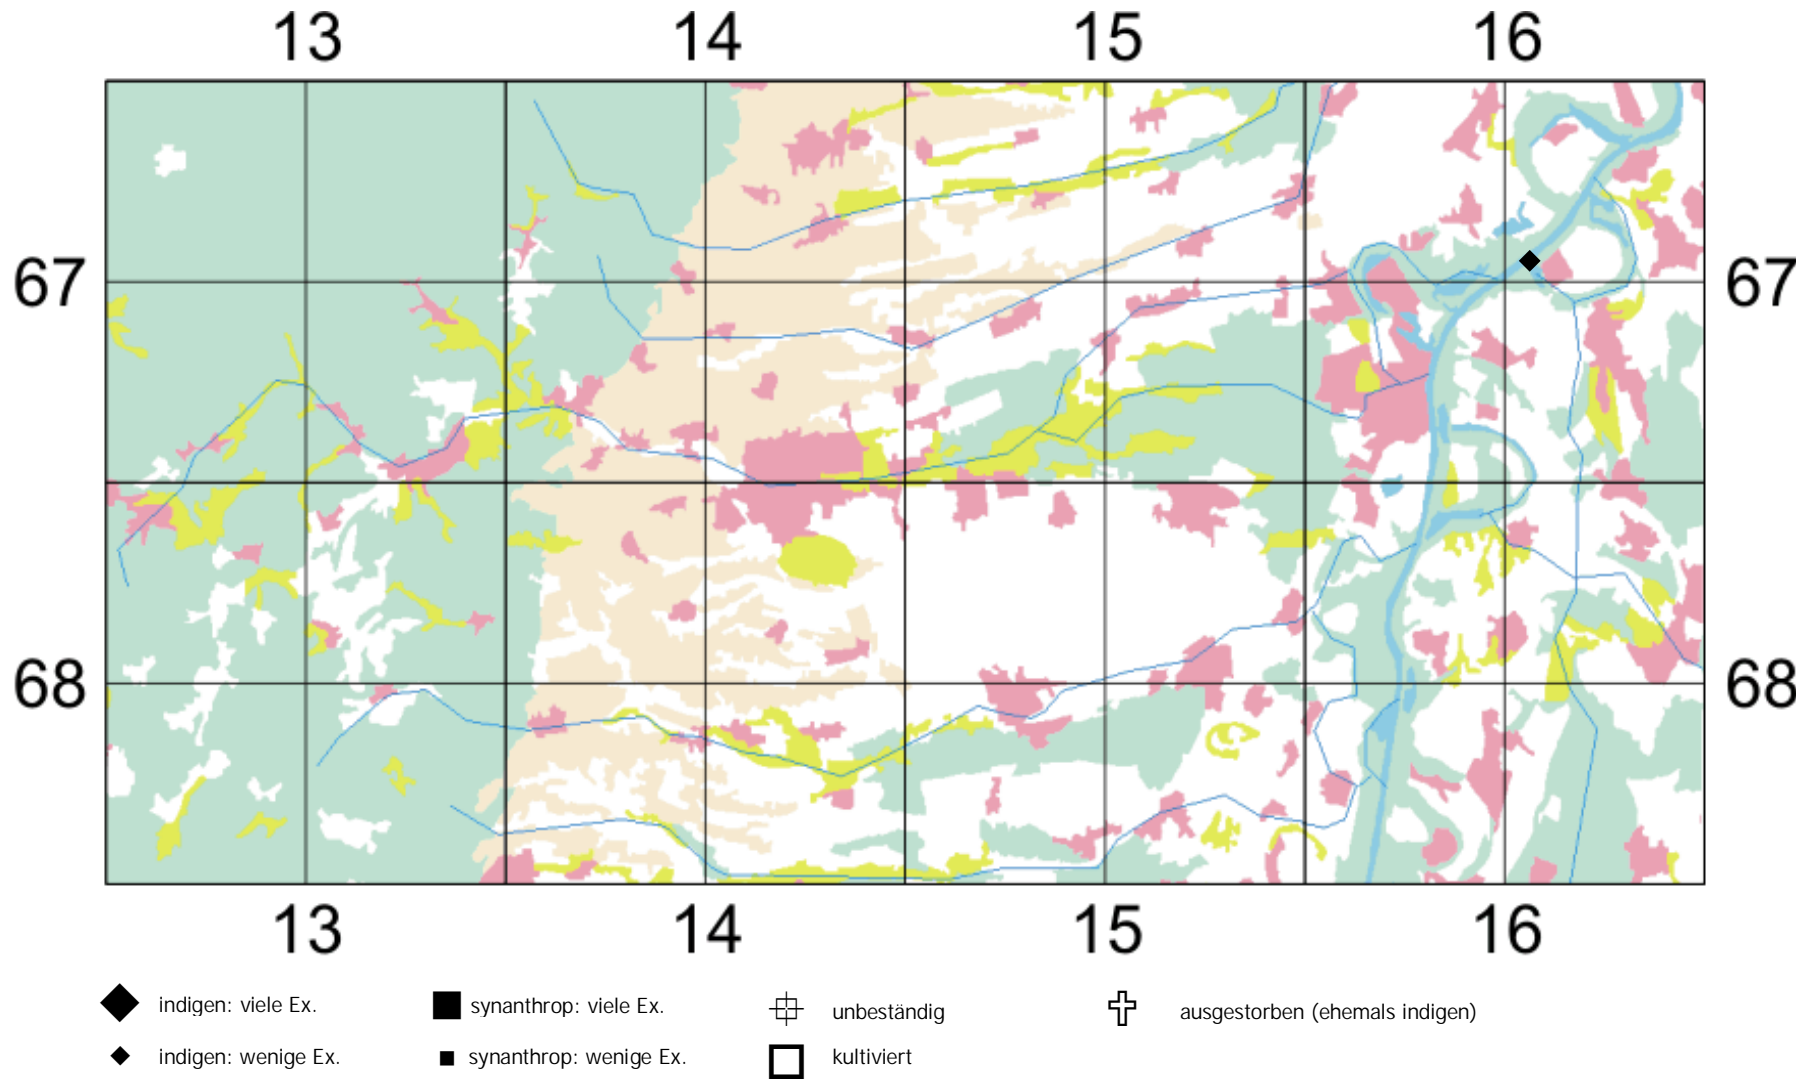 13 14 15 16
67 67
68 68
13 14 15 16
indigen: viele Ex. synanthrop: viele Ex. unbeständig ausgestorben (ehemals indigen)
indigen: wenige Ex. synanthrop: wenige Ex. kultiviert